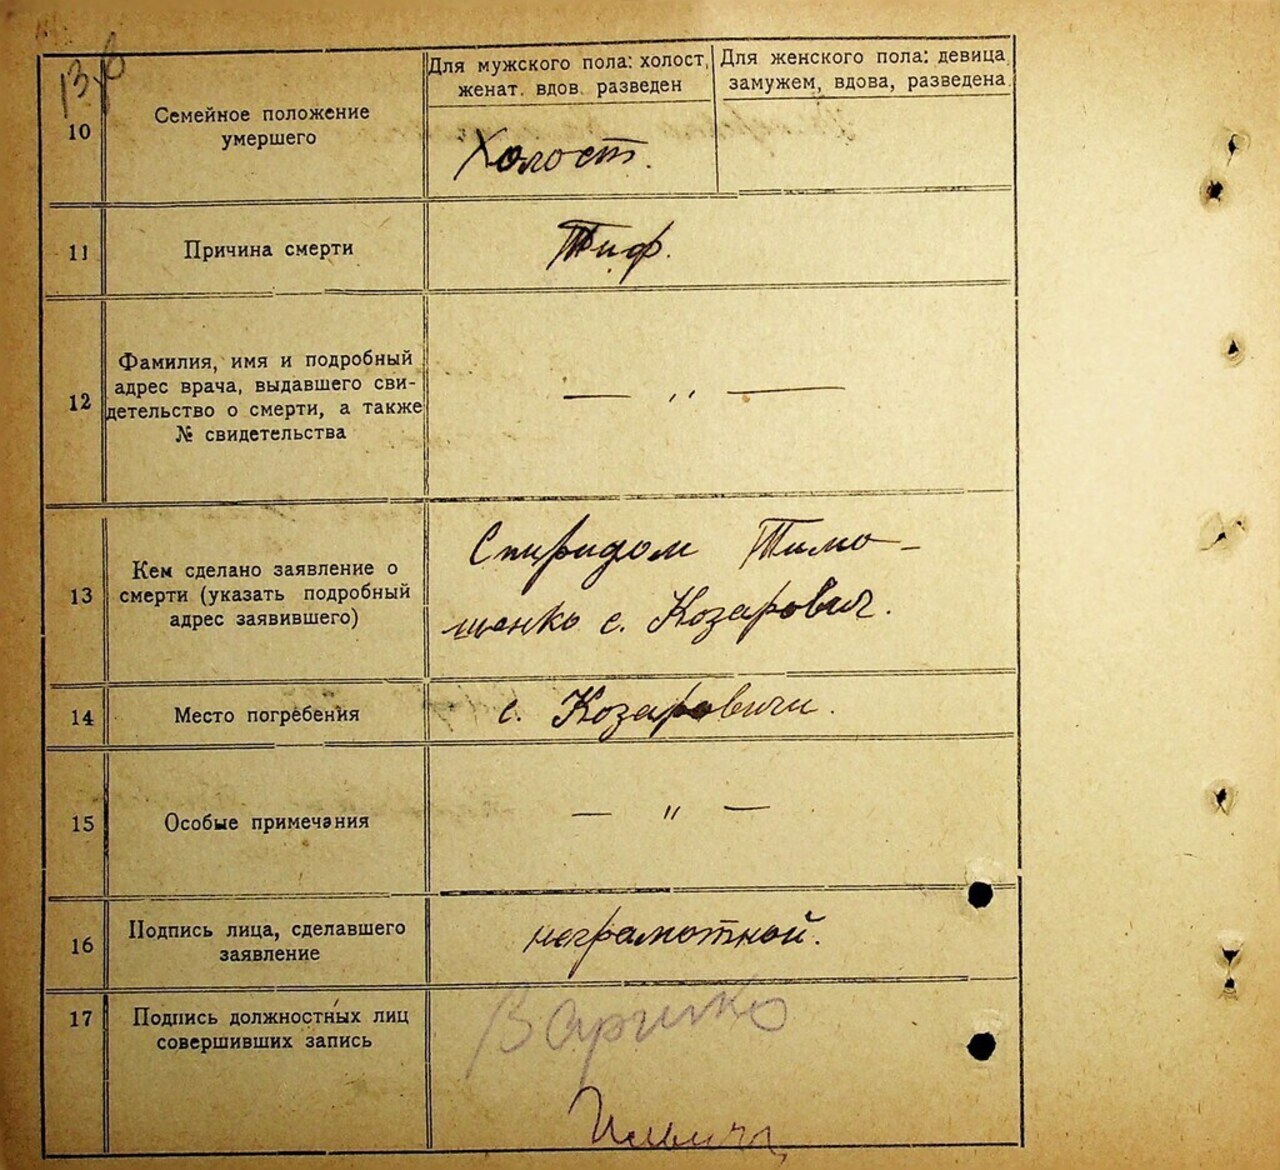 13
10
Семейное положение
умершего
Для мужского пола: холост,
женат. вдов. разведен
Для женского пола: девица,
замужем, вдова, разведена
Холост.
11
Причина смерти
Тиф.
12
Фамилия, имя и подробный
адрес врача, выдавшего сви-
детельство о смерти, а также
№ свидетельства
— „ —
13
Кем сделано заявление о
смерти (указать подробный
адрес заявившего)
Спиридом Тимо-
шенко с. Козарович.
14
Место погребения
с. Козаровичи.
15
Особые примечания
— „ —
16
Подпись лица, сделавшего
заявление
неграмотной.
17
Подпись должностных лиц
совершивших запись